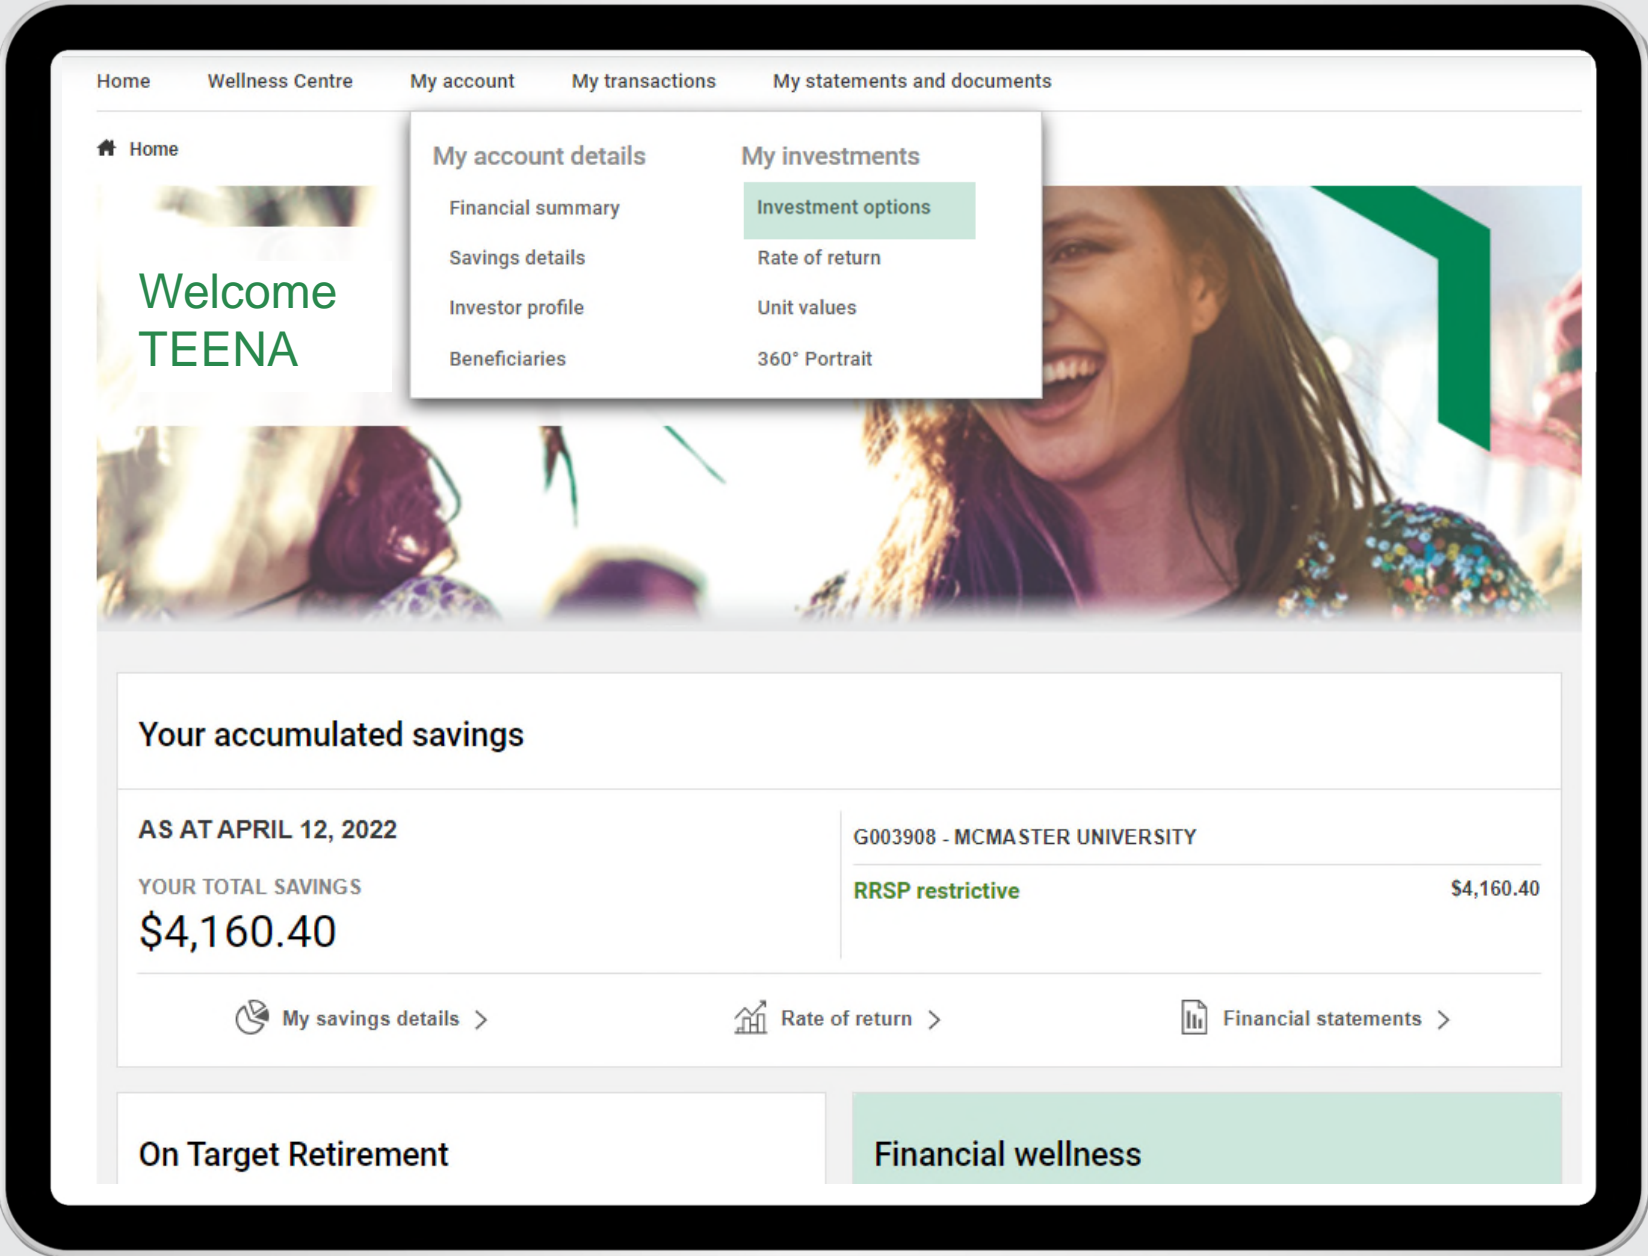 Home Wellness Centre My account My transactions My statements and documents
Home
My account details
Financial summary
Savings details
Investor profile
Beneficiaries
My investments
Investment options
Rate of return
Unit values
360° Portrait
Welcome
TEENA
Your accumulated savings
AS AT APRIL 12, 2022
YOUR TOTAL SAVINGS
$4,160.40
G003908 - MCMASTER UNIVERSITY
RRSP restrictive $4,160.40
My savings details
Rate of return
Financial statements
On Target Retirement
Financial wellness